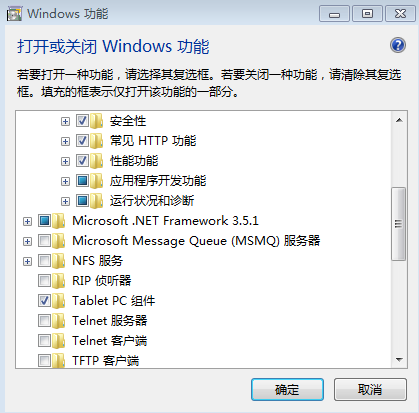 Windows 功能
打开或关闭 Windows 功能
若要打开一种功能，请选择其复选框。若要关闭一种功能，请清除其复选
框。填充的框表示仅打开该功能的一部分。
安全性
常见 HTTP 功能
性能功能
应用程序开发功能
运行状况和诊断
Microsoft .NET Framework 3.5.1
Microsoft Message Queue (MSMQ) 服务器
NFS 服务
RIP 侦听器
Tablet PC 组件
Telnet 服务器
Telnet 客户端
TFTP 客户端
确定
取消